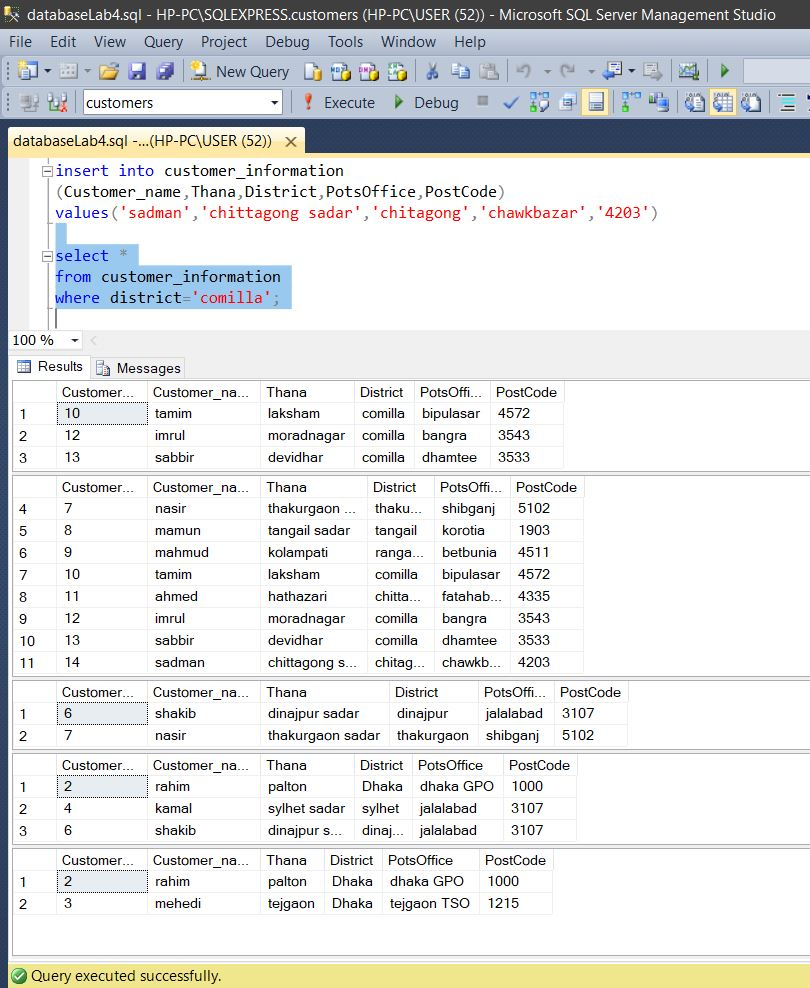 databaseLab4.sql - HP-PC\SQLEXPRESS.customers (HP-PC\USER (52)) - Microsoft SQL Server Management Studio
File Edit View Query Project Debug Tools Window Help
New Query
customers Execute Debug
databaseLab4.sql -...(HP-PC\USER (52))
insert into customer_information
(Customer_name,Thana,District,PotsOffice,PostCode)
values('sadman','chittagong sadar','chitagong','chawkbazar','4203')
select *
from customer_information
where district='comilla';
100 %
Results Messages
Customer... Customer_na... Thana District PotsOffi... PostCode
1 10 tamim laksham comilla bipulasar 4572
2 12 imrul moradnagar comilla bangra 3543
3 13 sabbir devidhar comilla dhamtee 3533
Customer... Customer_na... Thana District PotsOffi... PostCode
4 7 nasir thakurgaon ... thaku... shibganj 5102
5 8 mamun tangail sadar tangail korotia 1903
6 9 mahmud kolampati ranga... betbunia 4511
7 10 tamim laksham comilla bipulasar 4572
8 11 ahmed hathazari chitta... fatahab... 4335
9 12 imrul moradnagar comilla bangra 3543
10 13 sabbir devidhar comilla dhamtee 3533
11 14 sadman chittagong s... chitag... chawkb... 4203
Customer... Customer_na... Thana District PotsOffi... PostCode
1 6 shakib dinajpur sadar dinajpur jalalabad 3107
2 7 nasir thakurgaon sadar thakurgaon shibganj 5102
Customer... Customer_na... Thana District PotsOffice PostCode
1 2 rahim palton Dhaka dhaka GPO 1000
2 4 kamal sylhet sadar sylhet jalalabad 3107
3 6 shakib dinajpur s... dinaj... jalalabad 3107
Customer... Customer_na... Thana District PotsOffice PostCode
1 2 rahim palton Dhaka dhaka GPO 1000
2 3 mehedi tejgaon Dhaka tejgaon TSO 1215
Query executed successfully.